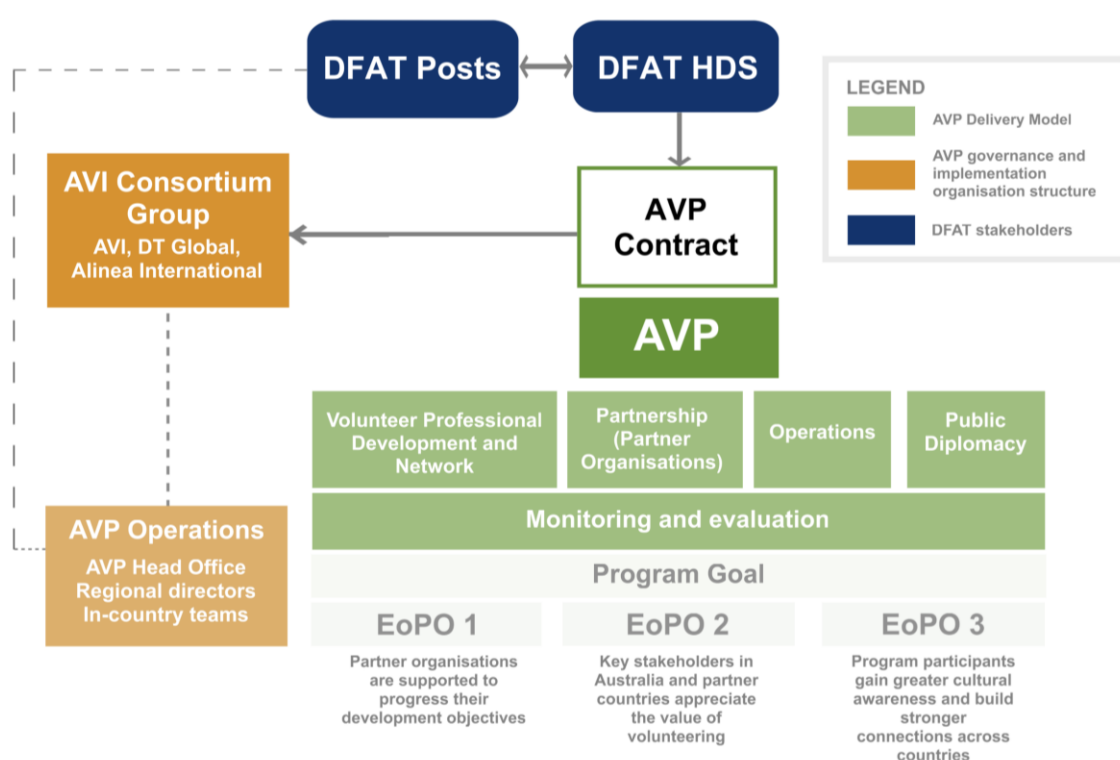 DFAT Posts
DFAT HDS
LEGEND
AVP Delivery Model
AVP governance and
implementation
organisation structure
DFAT stakeholders
AVI Consortium
Group
AVI, DT Global,
Alinea International
AVP
Contract
AVP
Volunteer Professional
Development and
Network
Partnership
(Partner
Organisations)
Operations
Public
Diplomacy
Monitoring and evaluation
AVP Operations
AVP Head Office
Regional directors
In-country teams
Program Goal
EoPO 1
Partner organisations
are supported to
progress their
development objectives
EoPO 2
Key stakeholders in
Australia and partner
countries appreciate
the value of
volunteering
EoPO 3
Program participants
gain greater cultural
awareness and build
stronger
connections across
countries